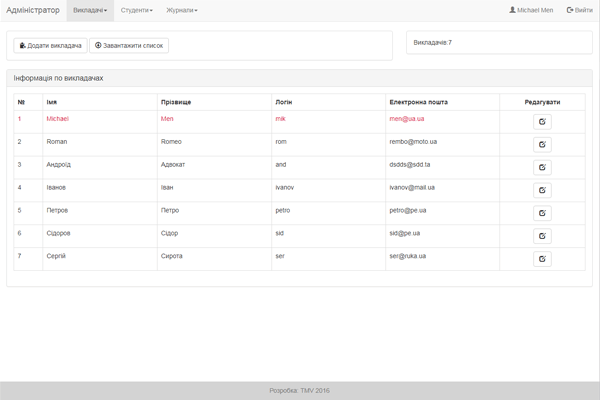 Адміністратор Викладачі Студенти Журнали Michael Men Вийти
Додати викладача Завантажити список
Викладачів:7
Інформація по викладачах
№ Імя Прізвище Логін Електронна пошта Редагувати
1 Michael Men mik men@ua.ua
2 Roman Romeo rom rembo@moto.ua
3 Андроїд Адвокат and dsdds@sdd.ta
4 Іванов Іван ivanov ivanov@mail.ua
5 Петров Петро petro petro@pe.ua
6 Сідоров Сідор sid sid@pe.ua
7 Сергій Сирота ser ser@ruka.ua
Розробка: TMV 2016